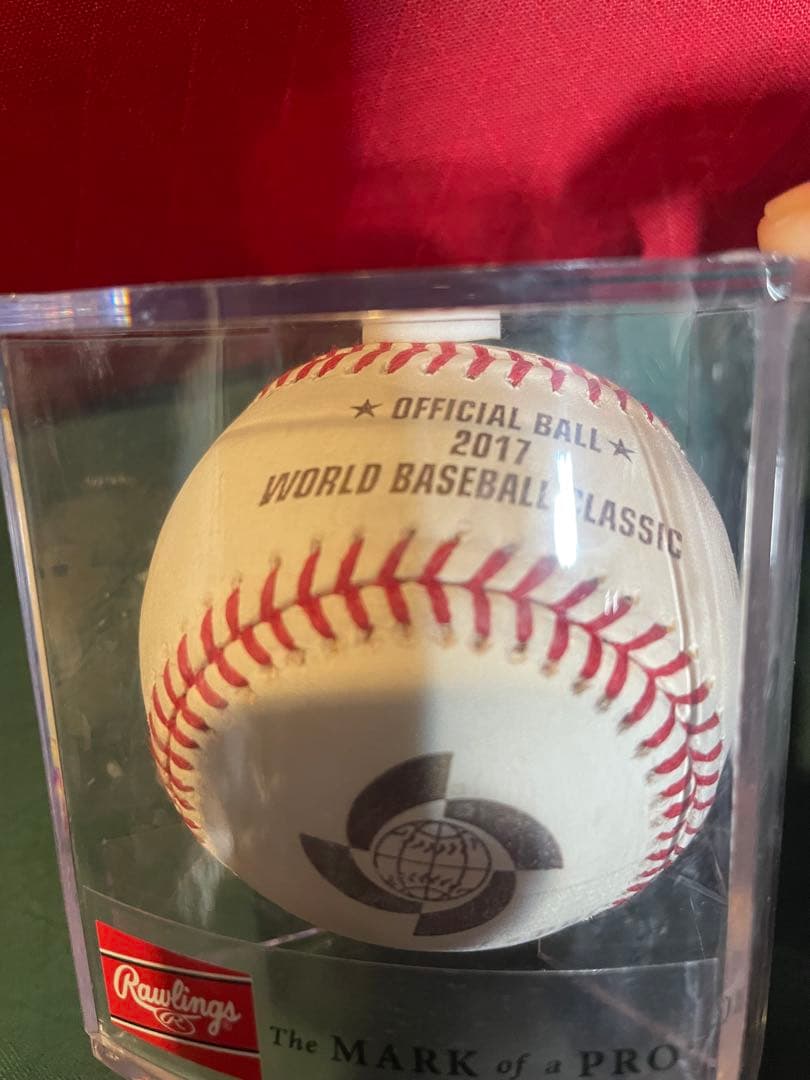 ★ OFFICIAL BALL ★
2017
WORLD BASEBALL CLASSIC
Rawlings
R
The MARK of a PRO